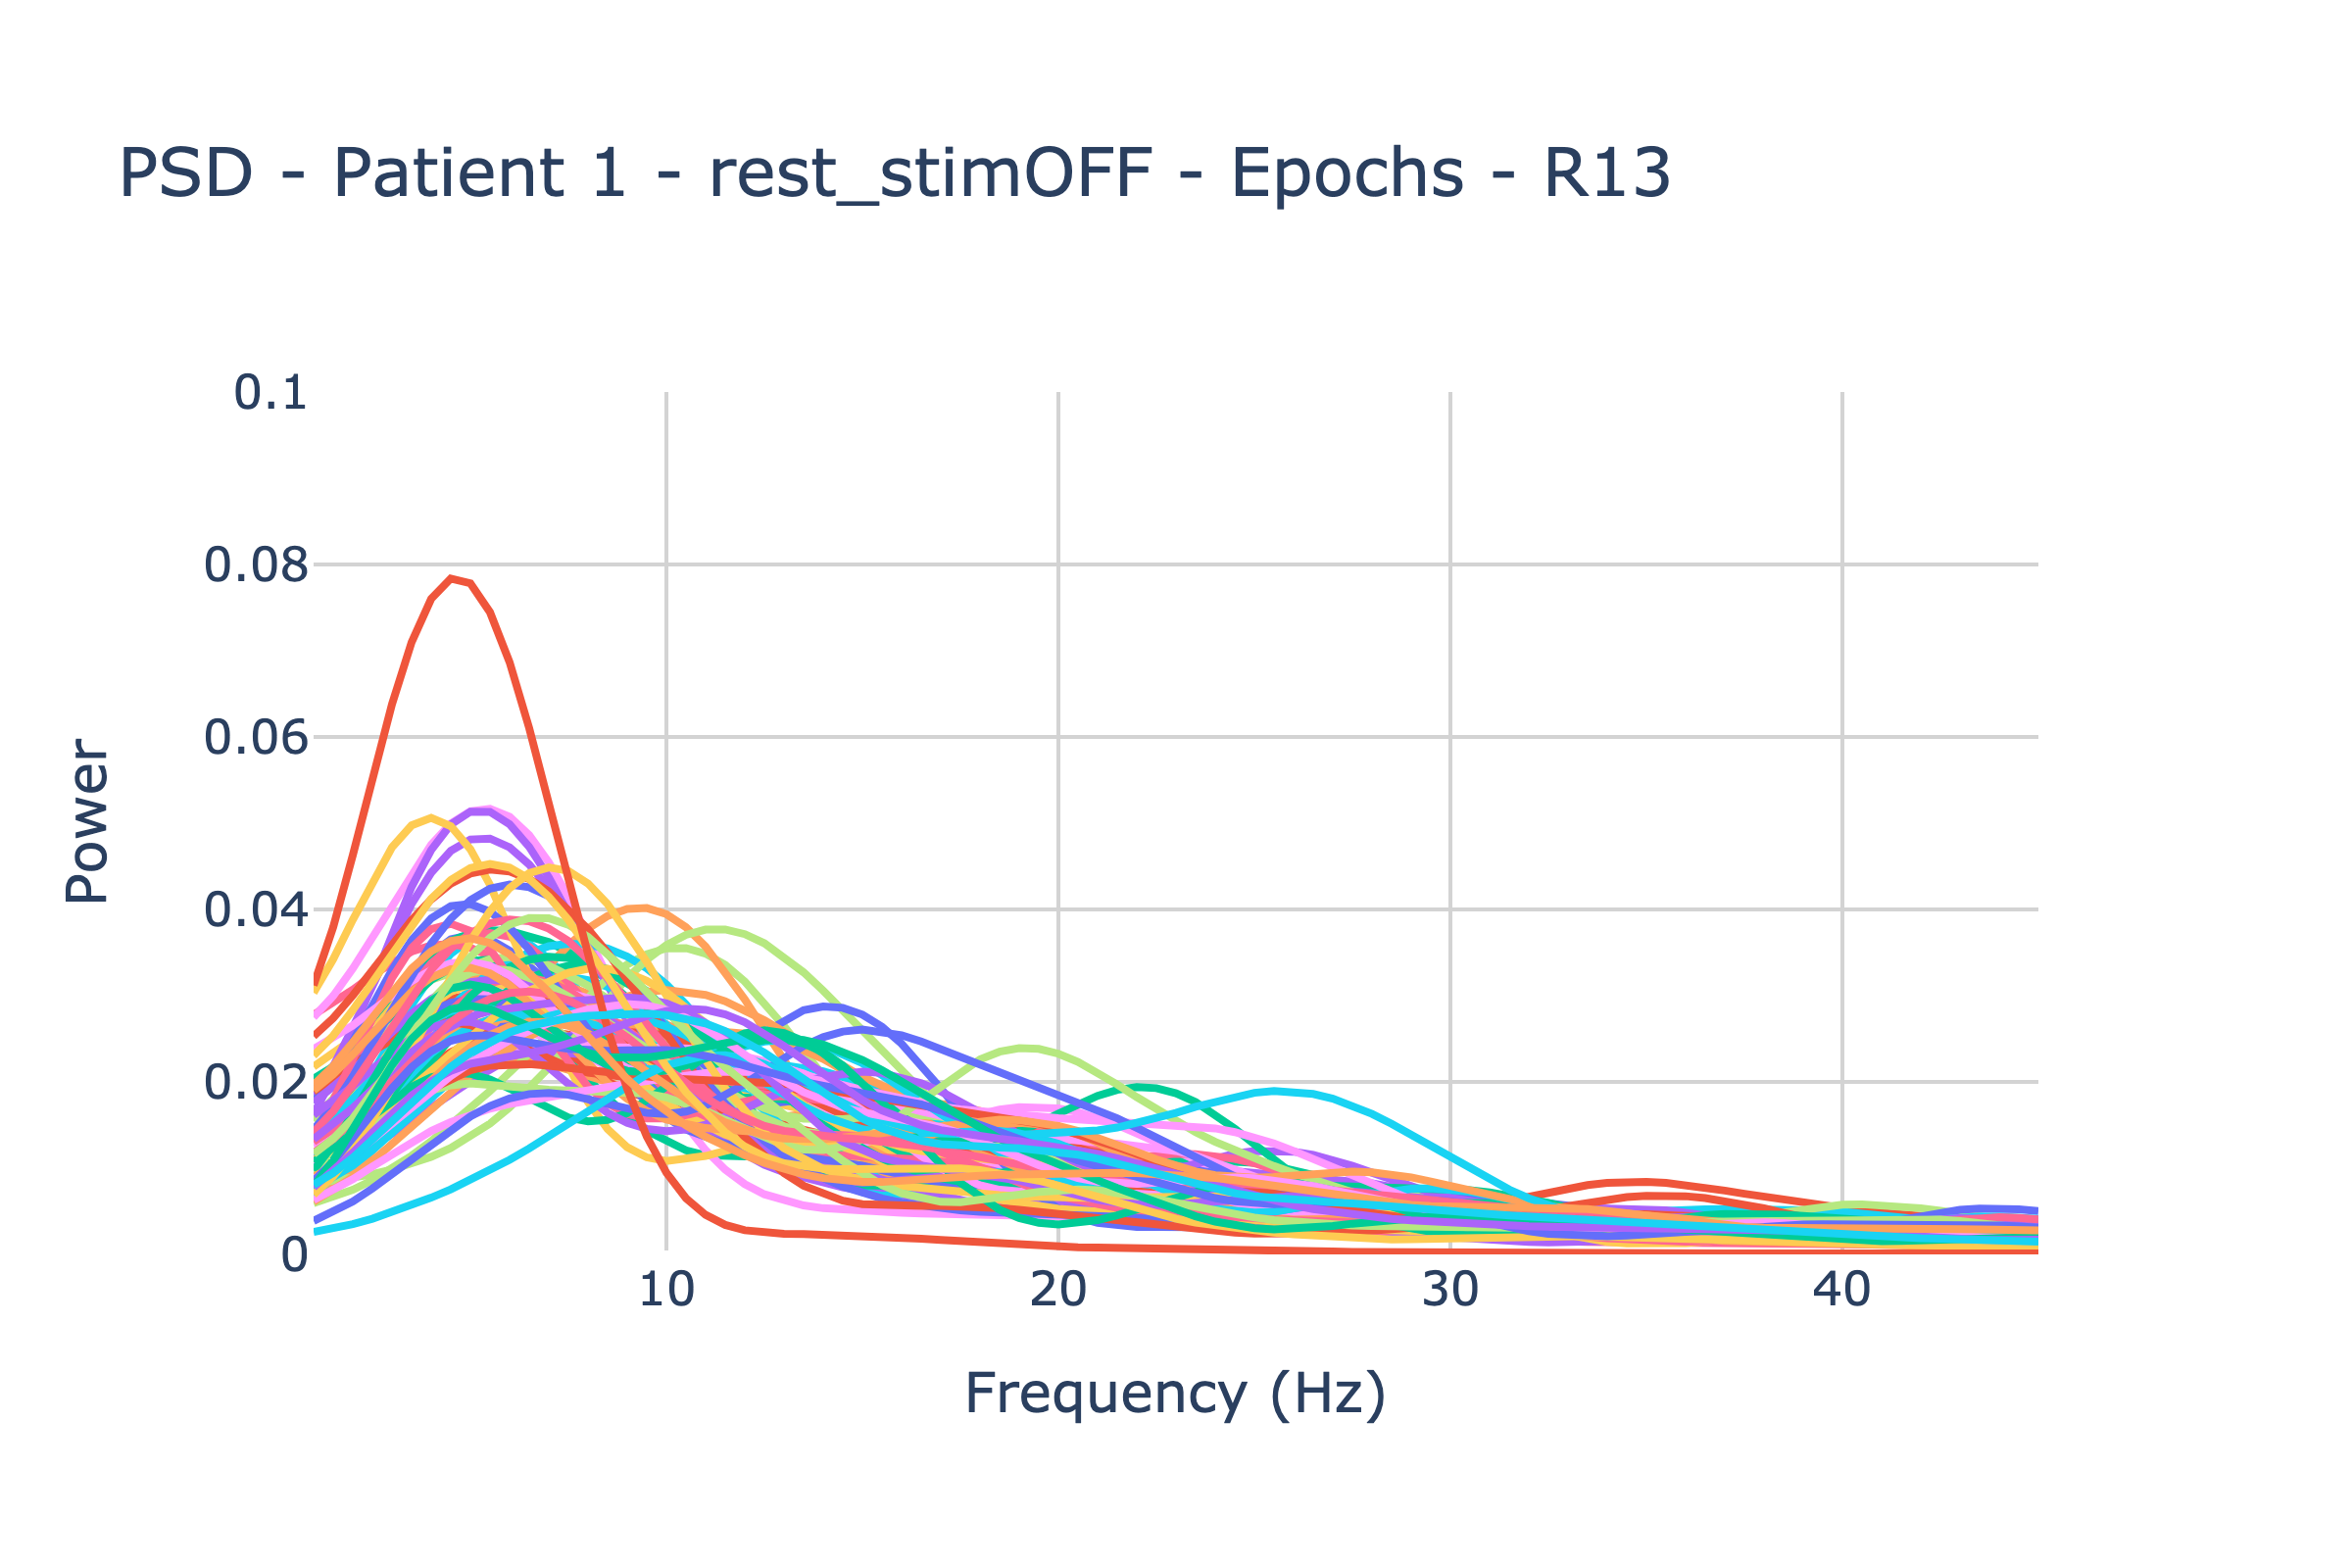 PSD - Patient 1 - rest_stimOFF - Epochs - R13
0.1
0.08
0.06
0.04
0.02
0
Power
10 20 30 40
Frequency (Hz)